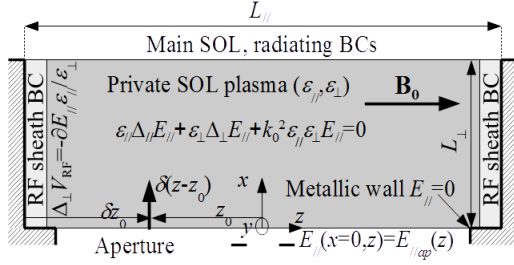 L//
Main SOL, radiating BCs
RF sheath BC
Δ⊥VRF=-∂E//ε///ε⊥
Private SOL plasma (ε//,ε⊥)
B0
ε//Δ//E//+ε⊥Δ⊥E//+k0²ε//ε⊥E//=0
L⊥
RF sheath BC
δ(z-z0)
x
Metallic wall E//=0
δz0
z0
y
z
Aperture
E//(x=0,z)=E//ap(z)